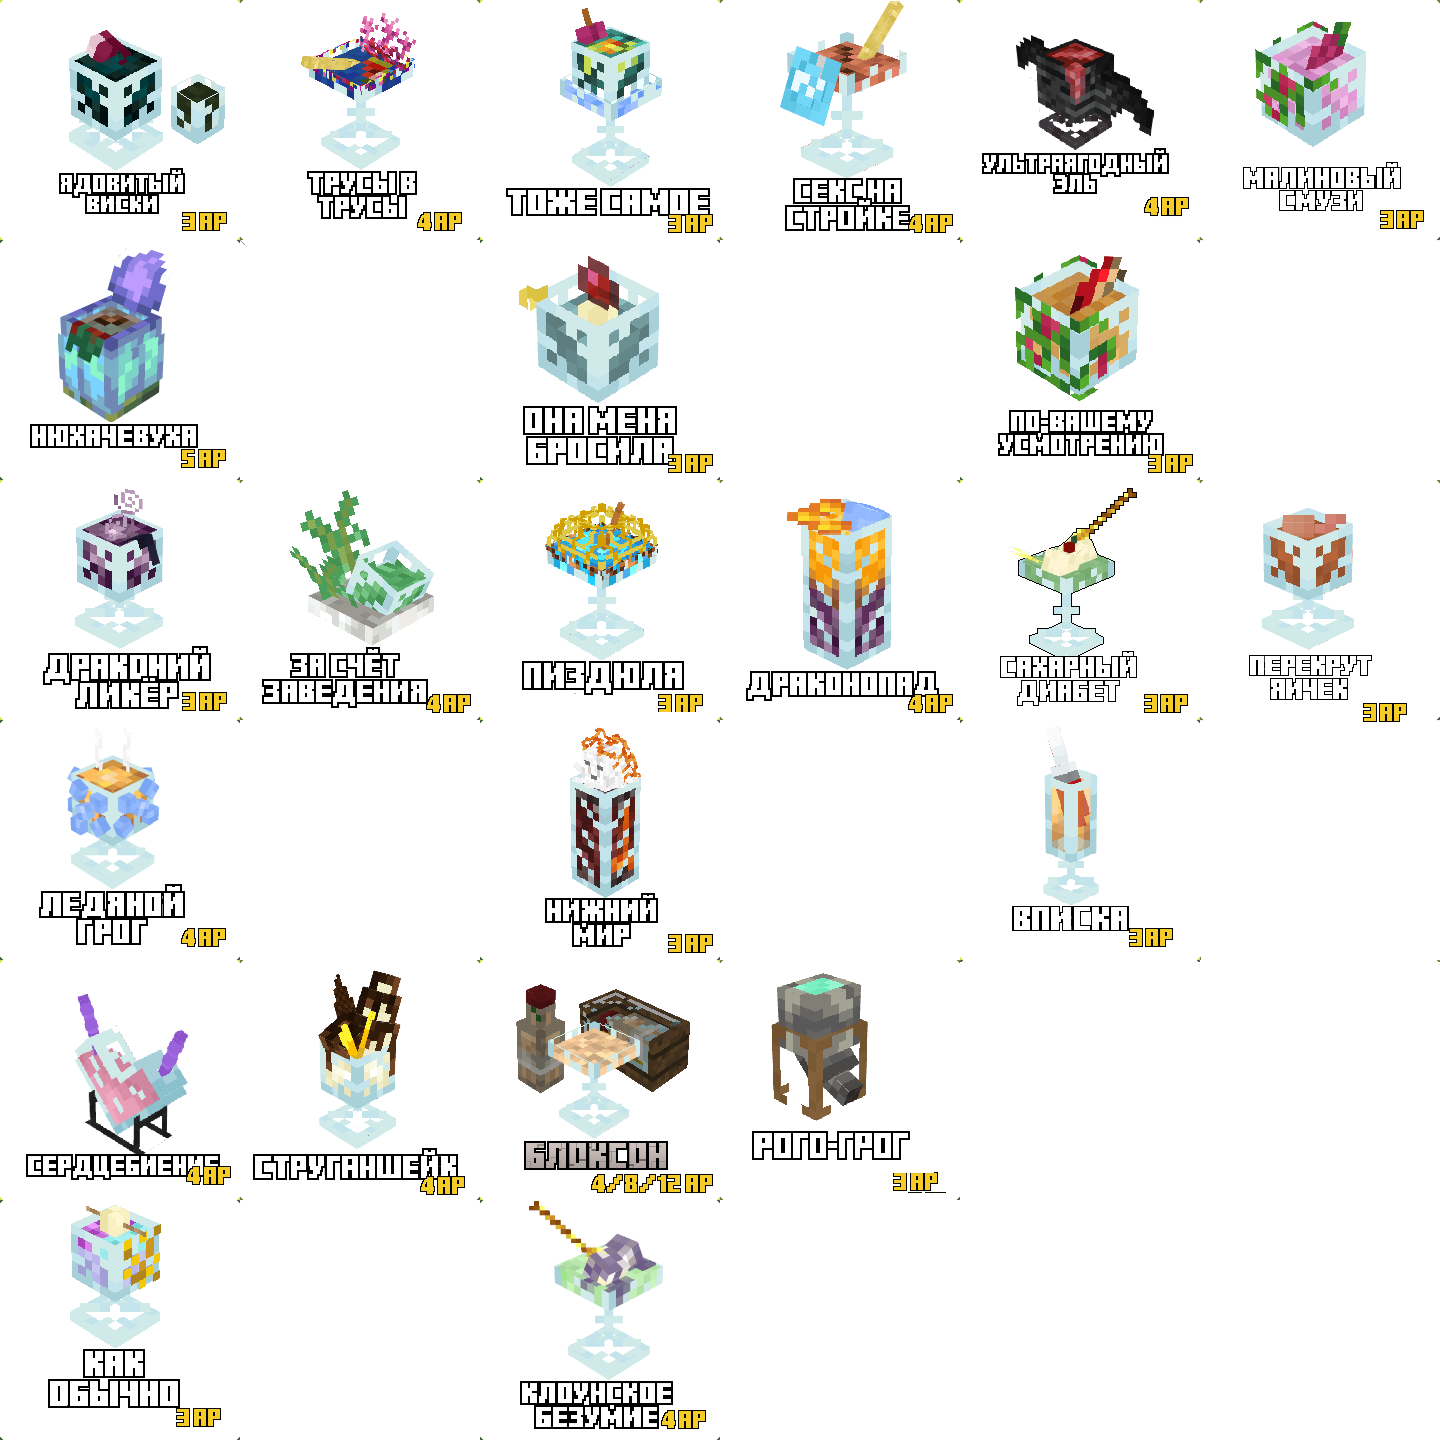 ЯДОВИТЫЙ
ВИСКИ
3 АР
ТРУСЫ В
ТРУСЫ
4 АР
ТОЖЕ САМОЕ
3 АР
СЕКС НА
СТРОЙКЕ
4 АР
УЛЬТРАЯГОДНЫЙ
ЭЛЬ
4 АР
МАЛИНОВЫЙ
СМУЗИ
3 АР
НЮХАЧЕВУХА
5 АР
ОНА МЕНЯ
БРОСИЛА
3 АР
ПО-ВАШЕМУ
УСМОТРЕНИЮ
3 АР
ДРАКОНИЙ
ЛИКЁР
3 АР
ЗА СЧЁТ
ЗАВЕДЕНИЯ
4 АР
ПИЗДЮЛА
3 АР
ДРАКОНОПАД
4 АР
САХАРНЫЙ
ДИАБЕТ
3 АР
ПЕРЕКРУТ
ЯИЧЕК
3 АР
ЛЕДЯНОЙ
ГРОГ
4 АР
НИЖНИЙ
МИР
3 АР
ВПИСКА
3 АР
СЕРДЦЕБИЕНИЕ
4 АР
СТРУГАНШЕЙК
4 АР
БЛОКСОН
4/8/12 АР
РОГО-ГРОГ
3 АР
КАК
ОБЫЧНО
3 АР
КЛОУНСКОЕ
БЕЗУМИЕ
4 АР